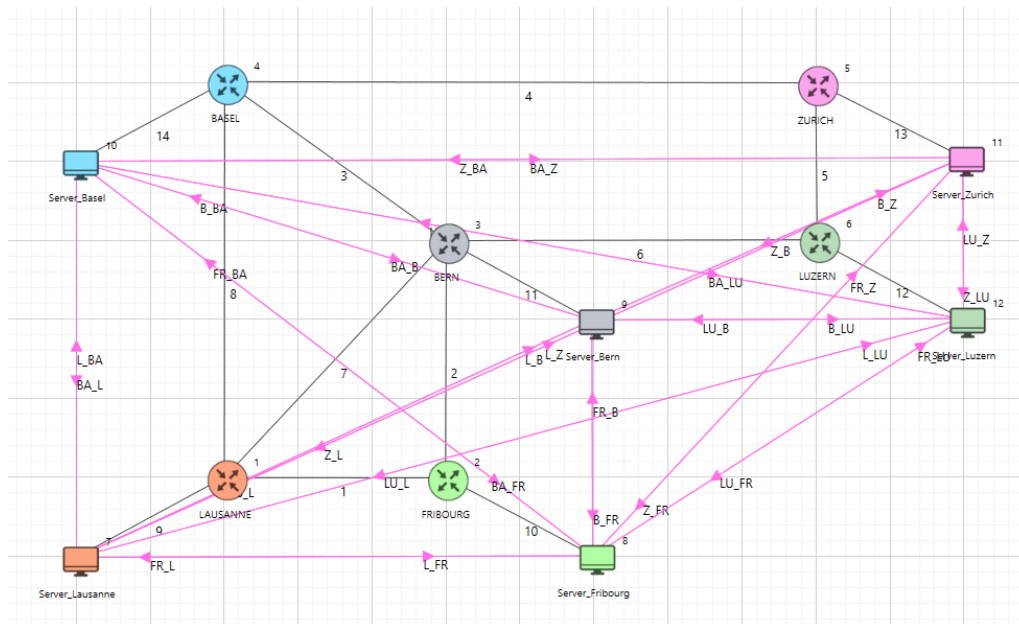 4
5
BASEL
4
ZURICH
14
13
10
11
3
Z_BA
BA_Z
5
Server_Basel
Server_Zurich
B_Z
B_BA
3
6
LU_Z
Z_B
6
BA_B
FR_BA
BERN
LUZERN
BA_LU
FR_Z
8
11
12
Z_LU
9
12
LU_B
B_LU
L_B
L_Z
Server_Bern
L_LU
Server_Luzern
L_BA
7
2
BA_L
FR_B
Z_L
1
2
LU_L
BA_FR
LU_FR
1
LAUSANNE
FRIBOURG
Z_FR
B_FR
9
10
7
8
FR_L
L_FR
Server_Lausanne
Server_Fribourg